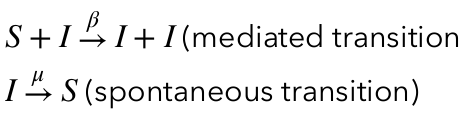 S + I →β I + I (mediated transition
I →μ S (spontaneous transition)